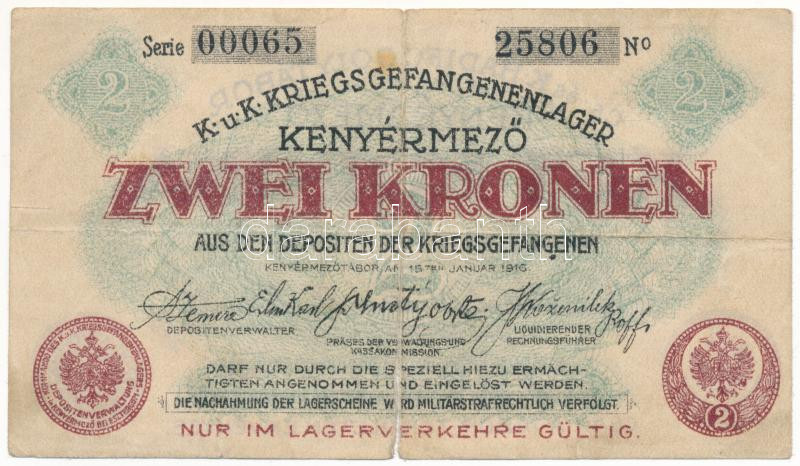 Serie 00065 25806 No
2 2
K.u.K. KRIEGSGEFANGENENLAGER
KENYÉRMEZŐ
ZWEI KRONEN
darabanth
AUS DEN DEPOSITEN DER KRIEGSGEFANGENEN
KENYÉRMEZŐTÁBOR, AM 15TEN JANUAR 1916.
DEPOSITENVERWALTER
PRÄSES DER VERWALTUNGS-UND
KASSAKOMMISSION.
LIQUIDIERENDER
RECHNUNGSFÜHRER
DARF NUR DURCH DIE SPEZIELL HIEZU ERMÄCH-
TIGTEN ANGENOMMEN UND EINGELÖST WERDEN.
DIE NACHAHMUNG DER LAGERSCHEINE WIRD MILITÄRSTRAFRECHTLICH VERFOLGT.
NUR IM LAGERVERKEHRE GÜLTIG.
DEPOSITENVERWALTUNG
2